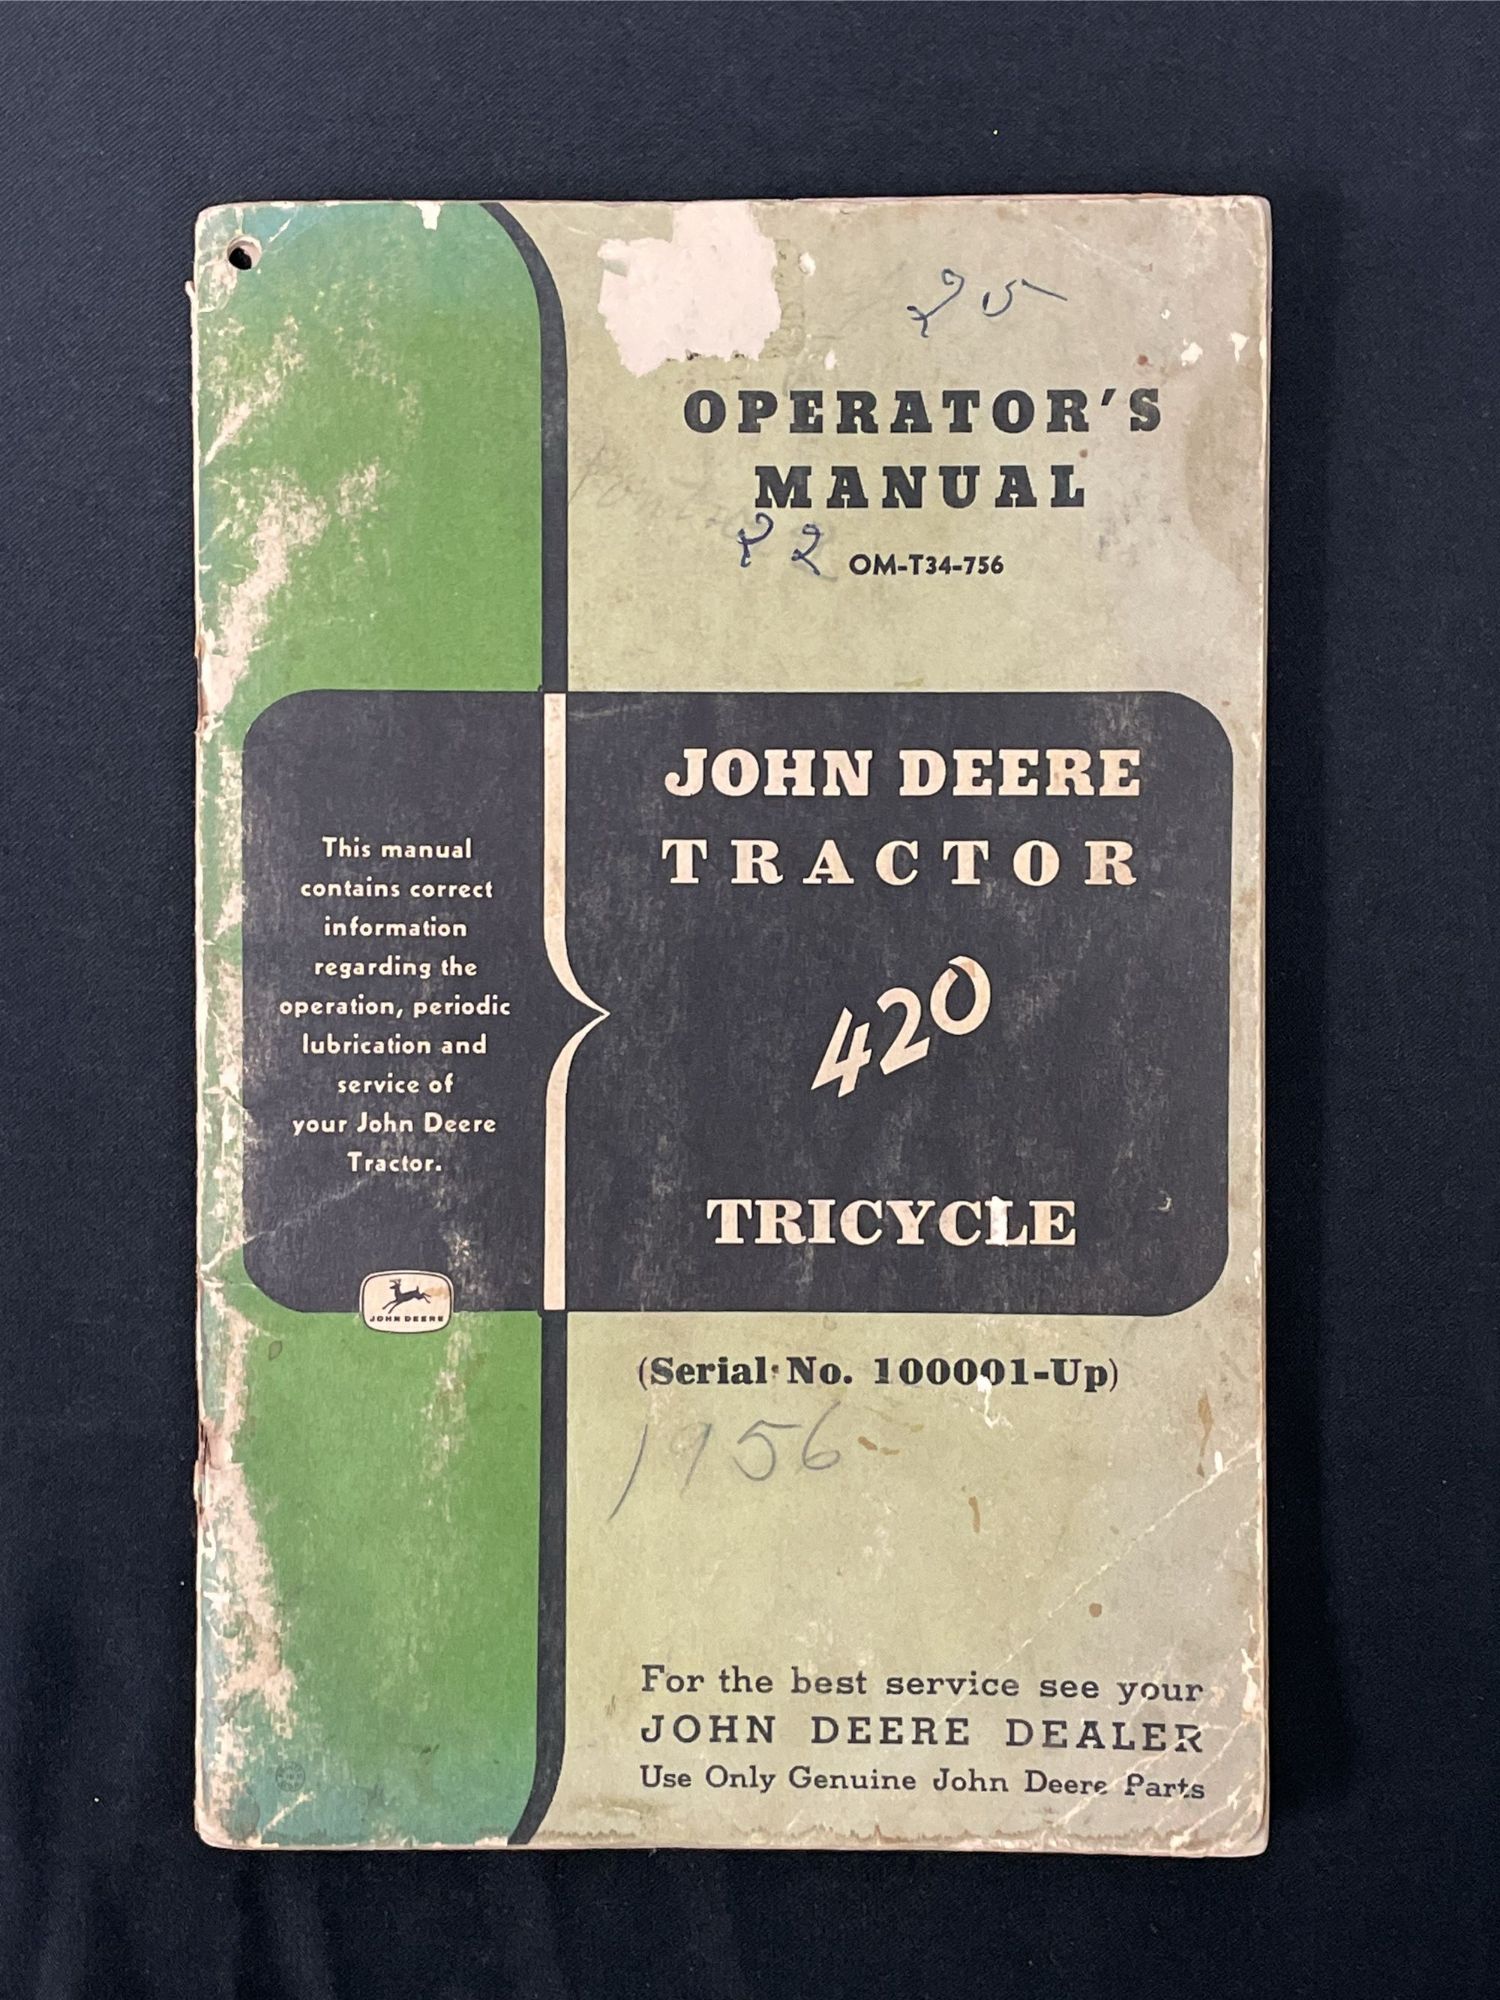 OPERATOR'S
MANUAL
OM-T34-756
This manual
contains correct
information
regarding the
operation, periodic
lubrication and
service of
your John Deere
Tractor.
JOHN DEERE
JOHN DEERE
TRACTOR
420
TRICYCLE
(Serial No. 100001-Up)
1956
For the best service see your
JOHN DEERE DEALER
Use Only Genuine John Deere Parts